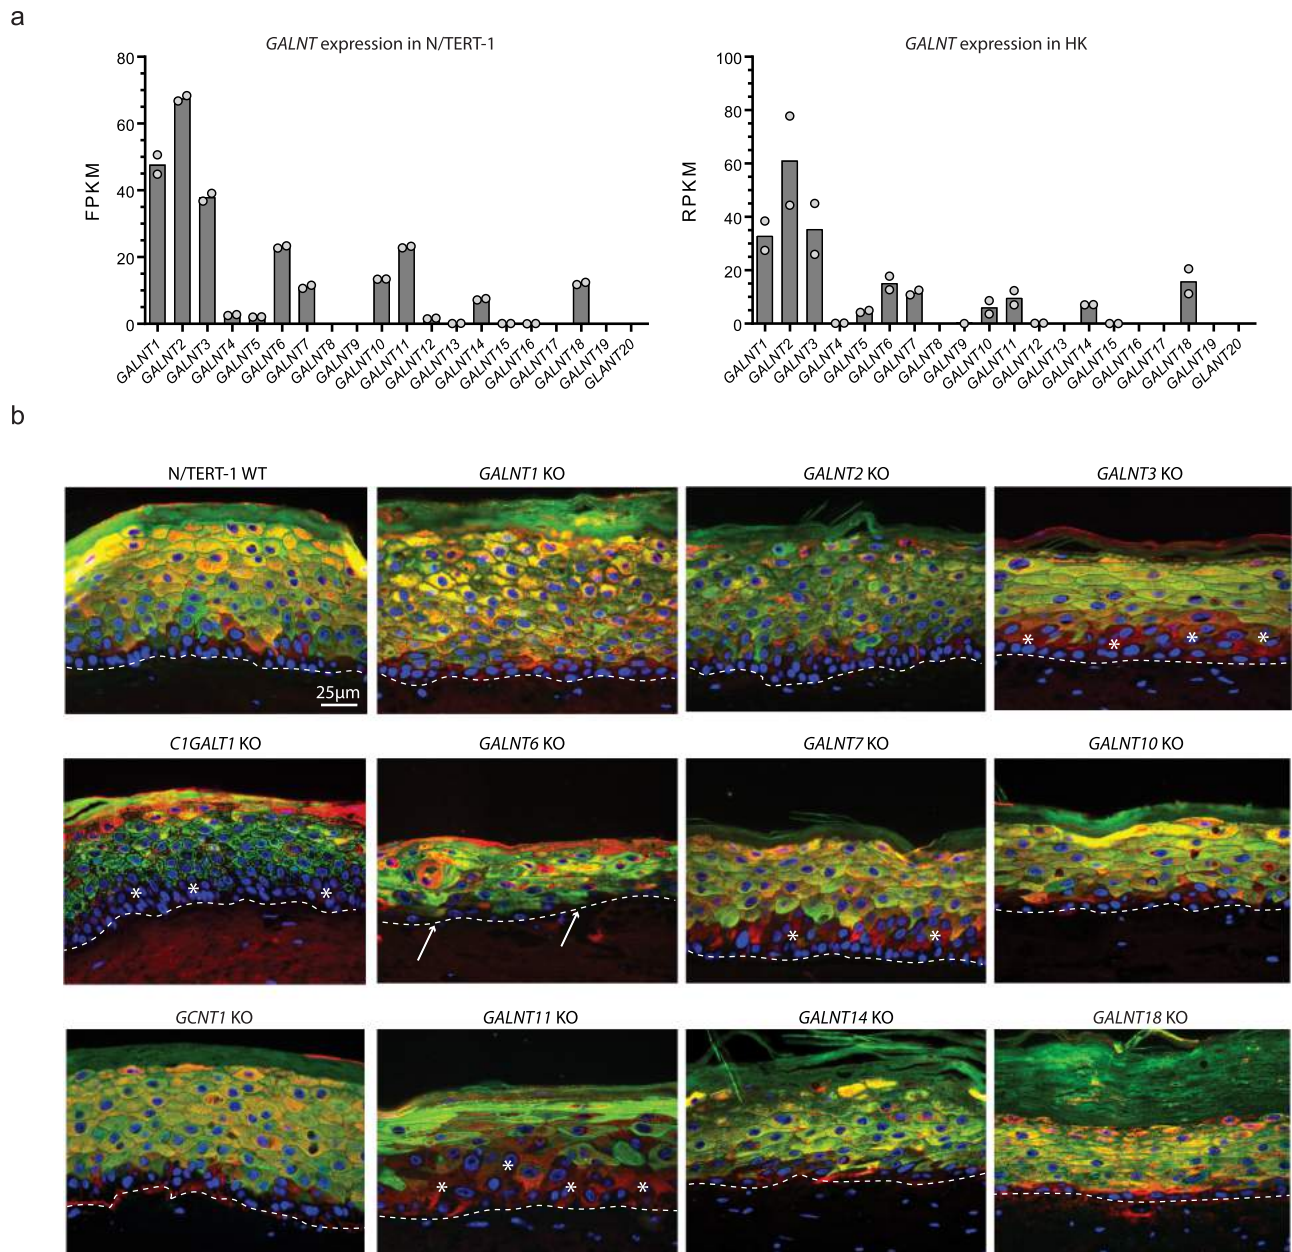 a
GALNT expression in N/TERT-1
GALNT expression in HK
FPKM
80
60
40
20
0
GALNT1
GALNT2
GALNT3
GALNT4
GALNT5
GALNT6
GALNT7
GALNT8
GALNT9
GALNT10
GALNT11
GALNT12
GALNT13
GALNT14
GALNT15
GALNT16
GALNT17
GALNT18
GALNT19
GLANT20
RPKM
100
80
60
40
20
0
GALNT1
GALNT2
GALNT3
GALNT4
GALNT5
GALNT6
GALNT7
GALNT8
GALNT9
GALNT10
GALNT11
GALNT12
GALNT13
GALNT14
GALNT15
GALNT16
GALNT17
GALNT18
GALNT19
GLANT20
b
N/TERT-1 WT
GALNT1 KO
GALNT2 KO
GALNT3 KO
25µm
* * * *
C1GALT1 KO
GALNT6 KO
GALNT7 KO
GALNT10 KO
* * *
* *
GCNT1 KO
GALNT11 KO
GALNT14 KO
GALNT18 KO
* * * *